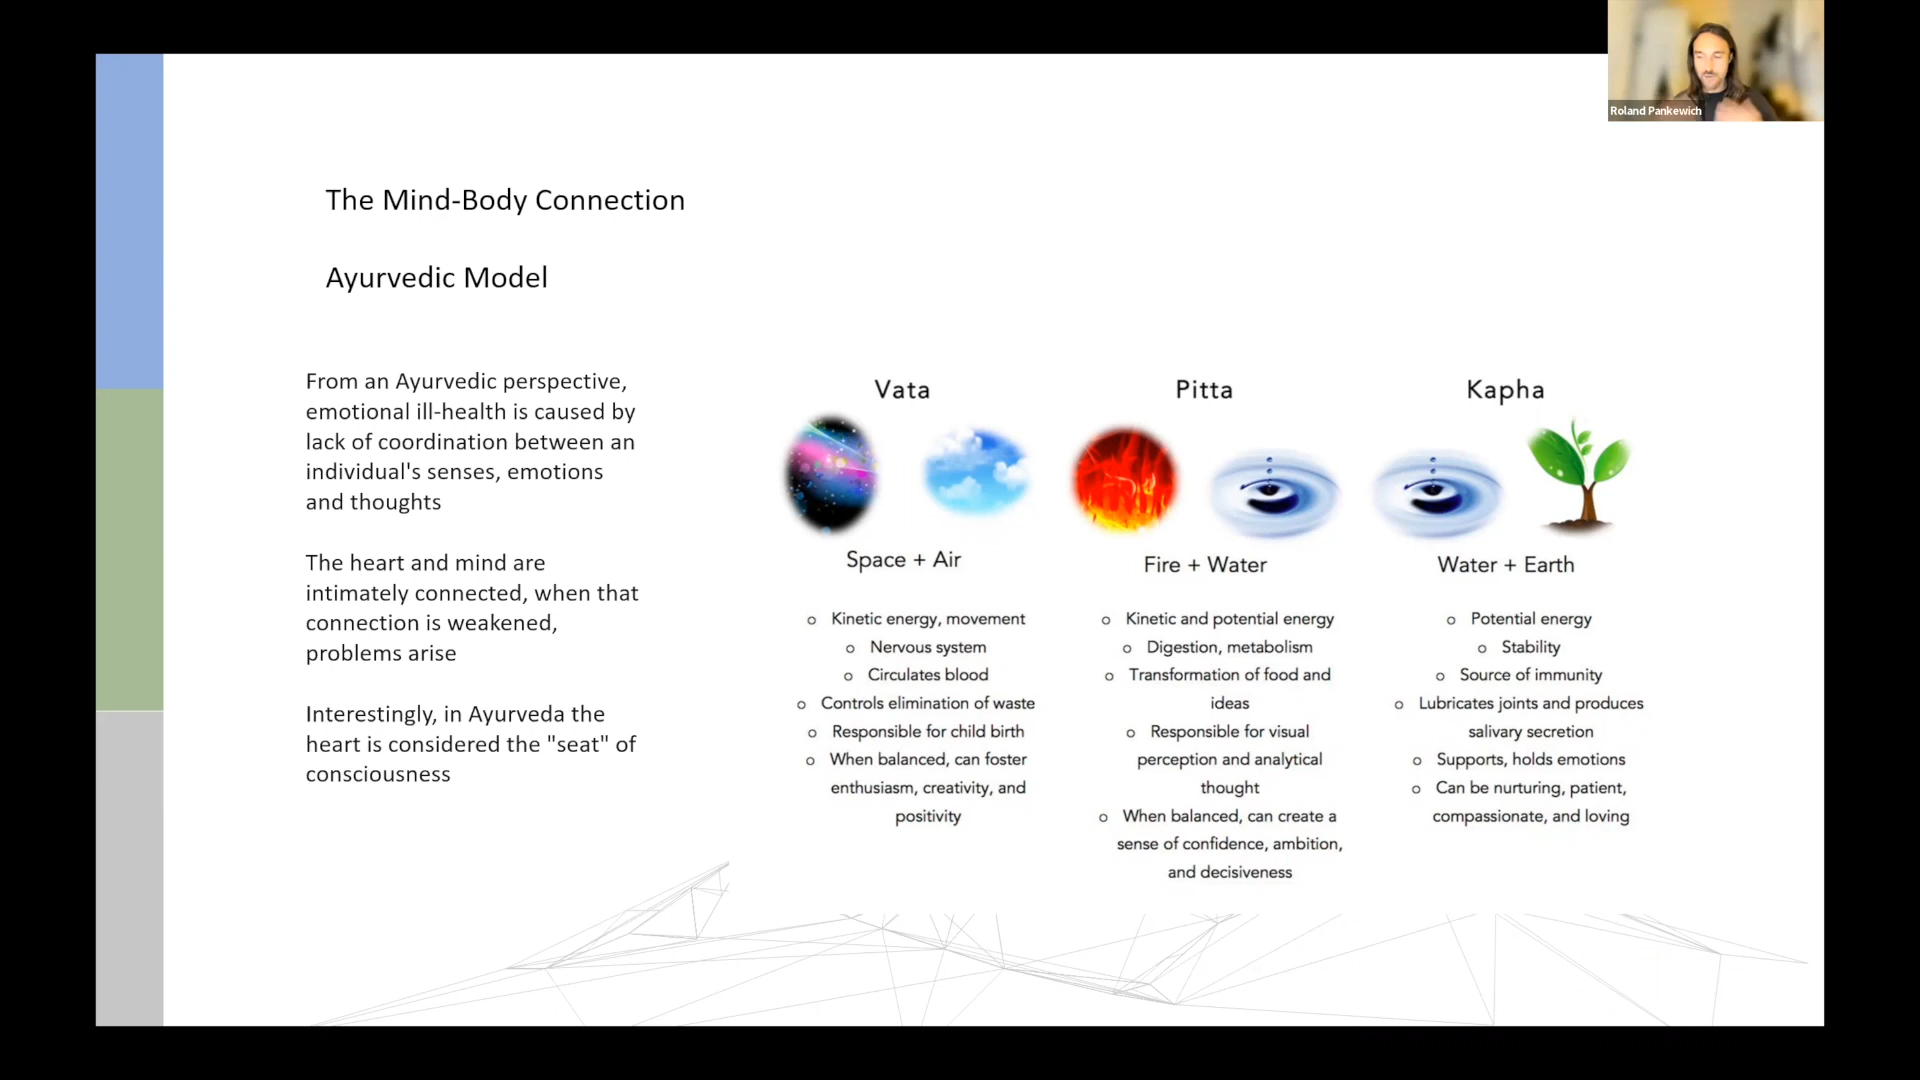 Roland Pankewich
The Mind-Body Connection
Ayurvedic Model
From an Ayurvedic perspective,
emotional ill-health is caused by
lack of coordination between an
individual's senses, emotions
and thoughts
The heart and mind are
intimately connected, when that
connection is weakened,
problems arise
Interestingly, in Ayurveda the
heart is considered the "seat" of
consciousness
Vata
Space + Air
Kinetic energy, movement
Nervous system
Circulates blood
Controls elimination of waste
Responsible for child birth
When balanced, can foster
enthusiasm, creativity, and
positivity
Pitta
Fire + Water
Kinetic and potential energy
Digestion, metabolism
Transformation of food and
ideas
Responsible for visual
perception and analytical
thought
When balanced, can create a
sense of confidence, ambition,
and decisiveness
Kapha
Water + Earth
Potential energy
Stability
Source of immunity
Lubricates joints and produces
salivary secretion
Supports, holds emotions
Can be nurturing, patient,
compassionate, and loving